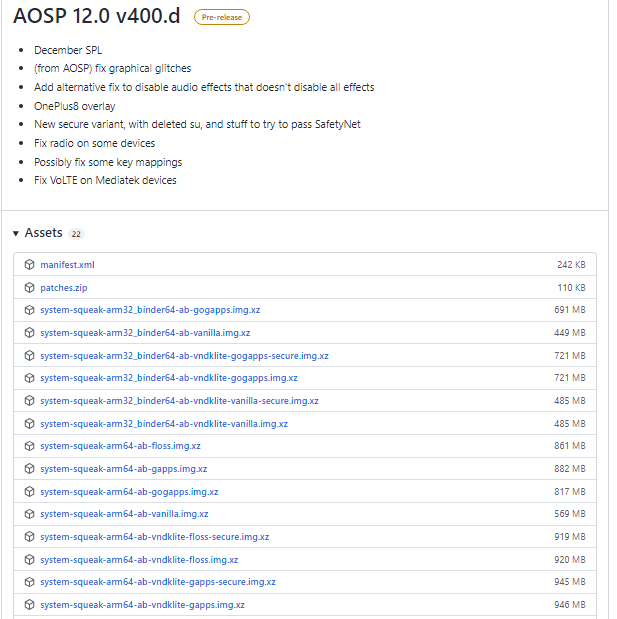 AOSP 12.0 v400.d Pre-release
December SPL
(from AOSP) fix graphical glitches
Add alternative fix to disable audio effects that doesn't disable all effects
OnePlus8 overlay
New secure variant, with deleted su, and stuff to try to pass SafetyNet
Fix radio on some devices
Possibly fix some key mappings
Fix VoLTE on Mediatek devices
Assets 22
manifest.xml 242 KB
patches.zip 110 KB
system-squeak-arm32_binder64-ab-gogapps.img.xz 691 MB
system-squeak-arm32_binder64-ab-vanilla.img.xz 449 MB
system-squeak-arm32_binder64-ab-vndklite-gogapps-secure.img.xz 721 MB
system-squeak-arm32_binder64-ab-vndklite-gogapps.img.xz 721 MB
system-squeak-arm32_binder64-ab-vndklite-vanilla-secure.img.xz 485 MB
system-squeak-arm32_binder64-ab-vndklite-vanilla.img.xz 485 MB
system-squeak-arm64-ab-floss.img.xz 861 MB
system-squeak-arm64-ab-gapps.img.xz 882 MB
system-squeak-arm64-ab-gogapps.img.xz 817 MB
system-squeak-arm64-ab-vanilla.img.xz 569 MB
system-squeak-arm64-ab-vndklite-floss-secure.img.xz 919 MB
system-squeak-arm64-ab-vndklite-floss.img.xz 920 MB
system-squeak-arm64-ab-vndklite-gapps-secure.img.xz 945 MB
system-squeak-arm64-ab-vndklite-gapps.img.xz 946 MB